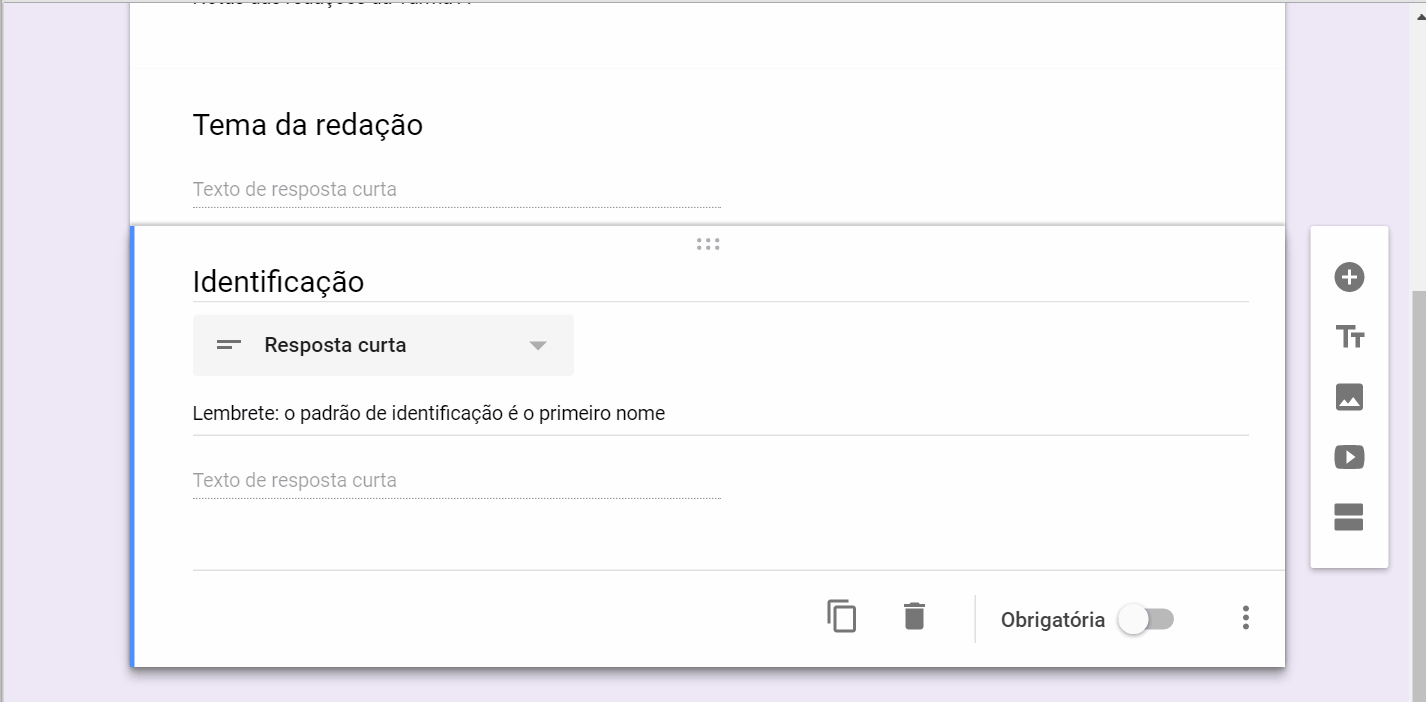 Tema da redação
Texto de resposta curta
Identificação
Resposta curta
Lembrete: o padrão de identificação é o primeiro nome
Texto de resposta curta
Obrigatória